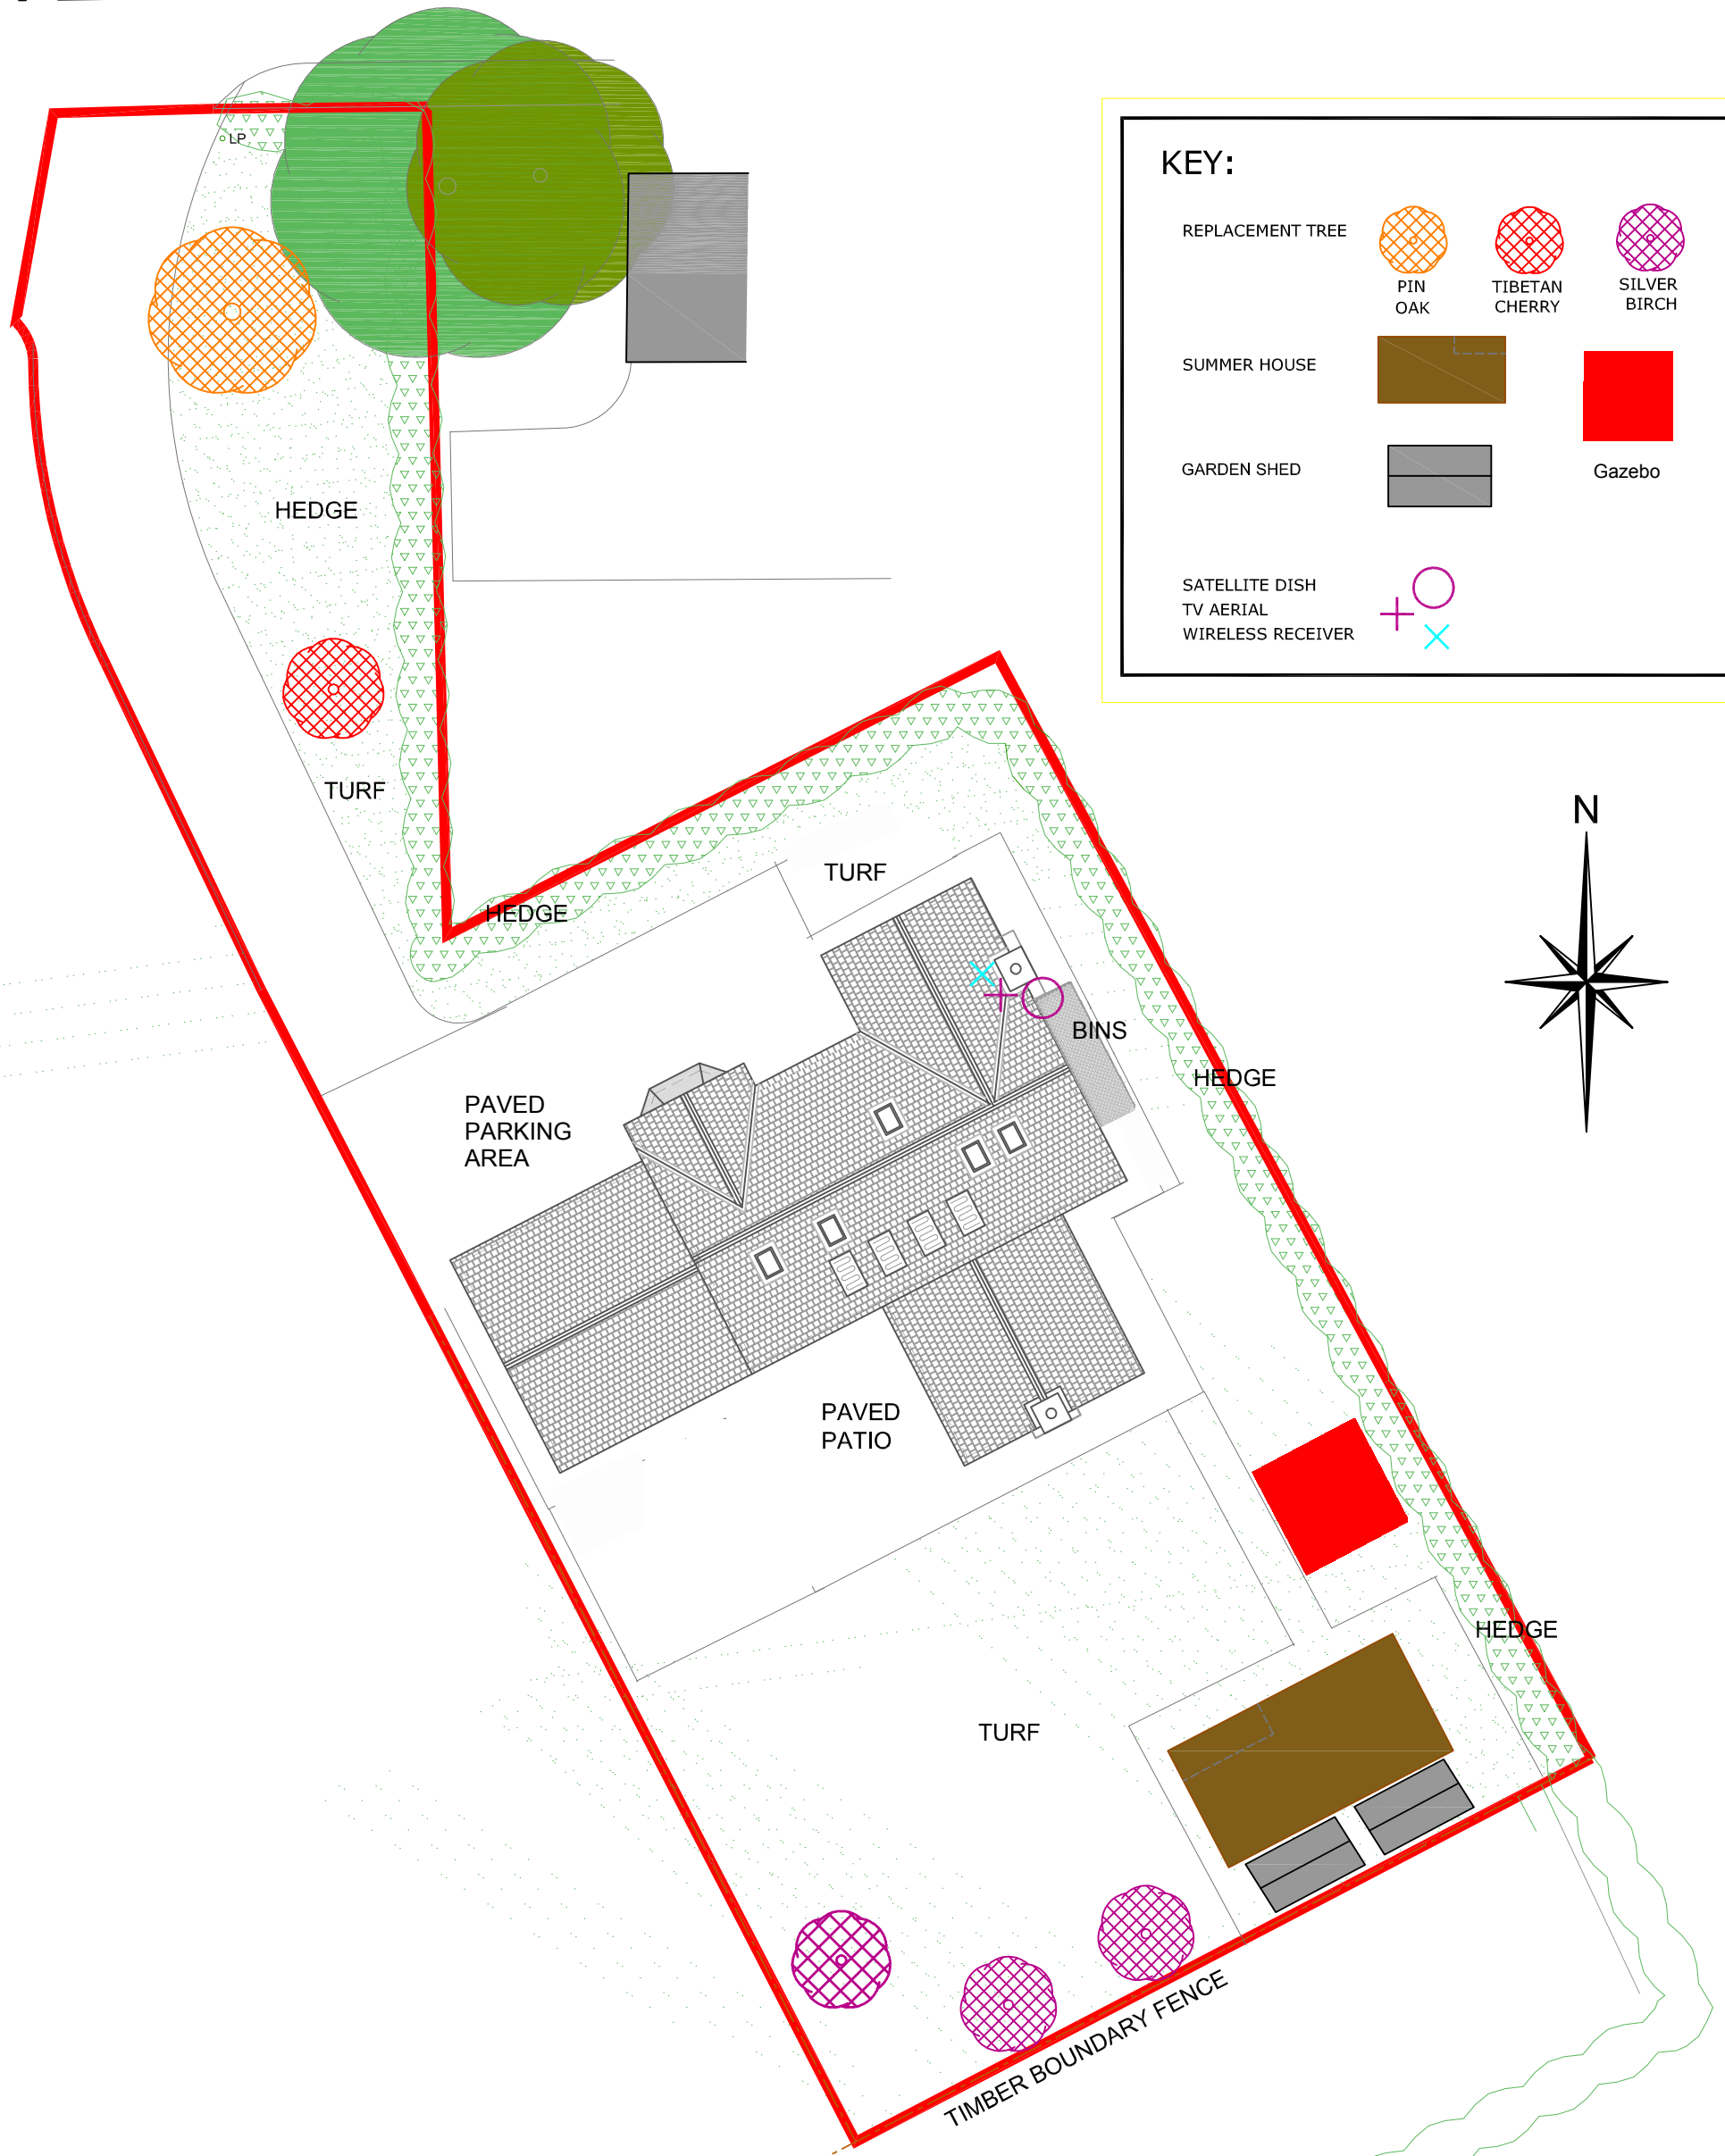 LP
KEY:
REPLACEMENT TREE
PIN
OAK
TIBETAN
CHERRY
SILVER
BIRCH
SUMMER HOUSE
GARDEN SHED
Gazebo
SATELLITE DISH
TV AERIAL
WIRELESS RECEIVER
HEDGE
TURF
N
TURF
HEDGE
BINS
HEDGE
PAVED
PARKING
AREA
PAVED
PATIO
HEDGE
TURF
TIMBER BOUNDARY FENCE